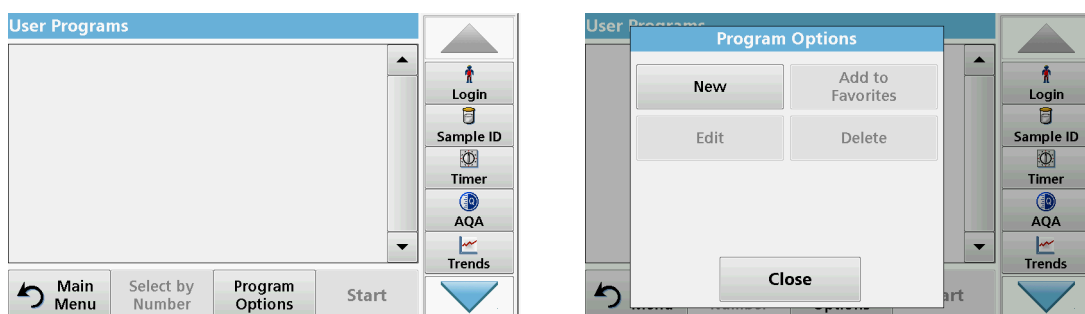 User Programs
Login
Sample ID
Timer
AQA
Trends
Main
Menu
Select by
Number
Program
Options
Start
User Programs
Program Options
New
Add to
Favorites
Edit
Delete
Close
Login
Sample ID
Timer
AQA
Trends